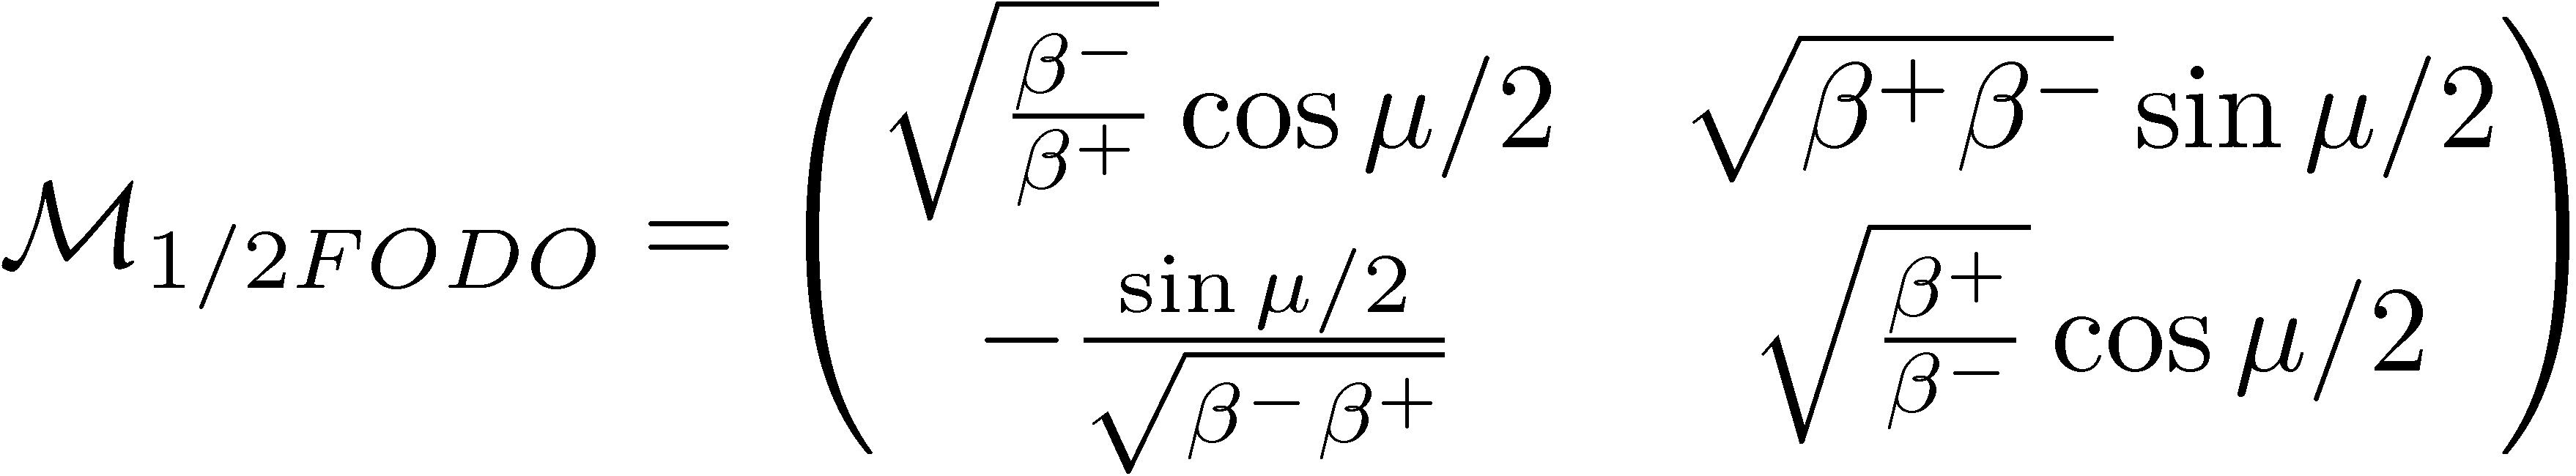 \mathcal{M}_{1/2FODO} = \begin{pmatrix} \sqrt{\frac{\beta^-}{\beta^+}} \cos \mu/2 & \sqrt{\beta^+ \beta^-} \sin \mu/2 \\ -\frac{\sin \mu/2}{\sqrt{\beta^- \beta^+}} & \sqrt{\frac{\beta^+}{\beta^-}} \cos \mu/2 \end{pmatrix}